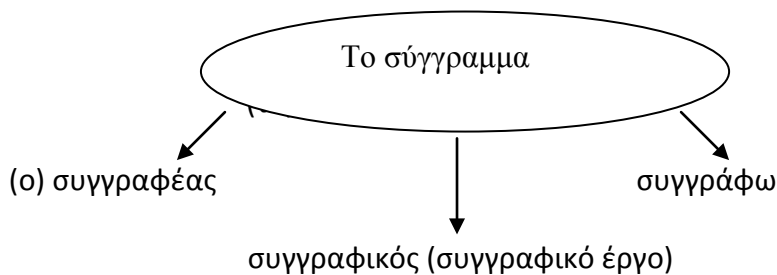 Το σύγγραμμα
(ο) συγγραφέας
συγγράφω
συγγραφικός (συγγραφικό έργο)